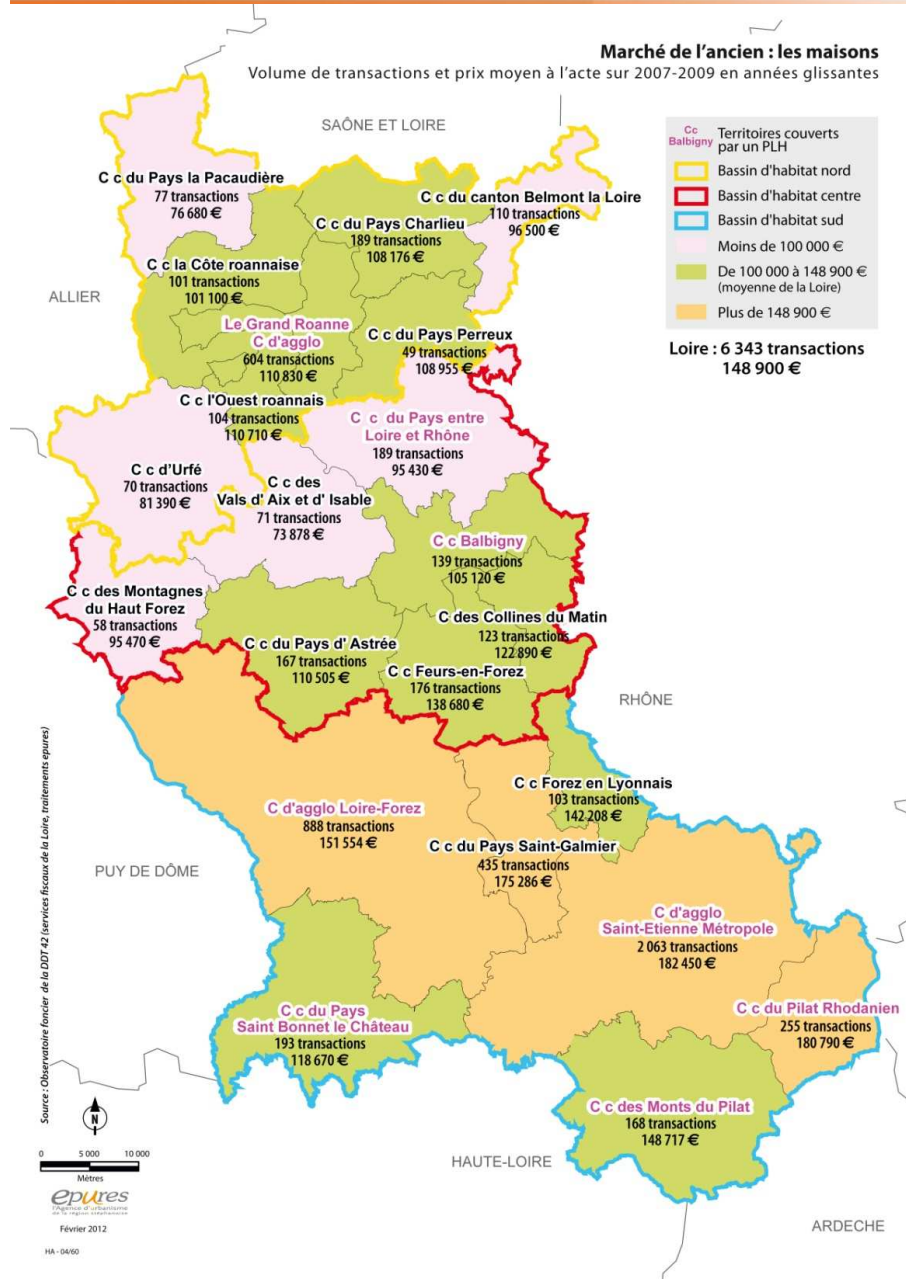 Marché de l'ancien : les maisons
Volume de transactions et prix moyen à l'acte sur 2007-2009 en années glissantes
Cc
Balbigny
Territoires couverts
par un PLH
Bassin d'habitat nord
Bassin d'habitat centre
Bassin d'habitat sud
Moins de 100 000 €
De 100 000 à 148 900 €
(moyenne de la Loire)
Plus de 148 900 €
Loire : 6 343 transactions
148 900 €
SAÔNE ET LOIRE
C c du Pays la Pacaudière
77 transactions
76 680 €
C c du canton Belmont la Loire
110 transactions
96 500 €
C c du Pays Charlieu
189 transactions
108 176 €
C c la Côte roannaise
101 transactions
101 100 €
ALLIER
Le Grand Roanne
C d'agglo
604 transactions
110 830 €
C c du Pays Perreux
49 transactions
108 955 €
C c l'Ouest roannais
104 transactions
110 710 €
C c du Pays entre
Loire et Rhône
189 transactions
95 430 €
C c d'Urfé
70 transactions
81 390 €
C c des
Vals d' Aix et d' Isable
71 transactions
73 878 €
C c Balbigny
139 transactions
105 120 €
C c des Montagnes
du Haut Forez
58 transactions
95 470 €
C des Collines du Matin
123 transactions
122 890 €
C c du Pays d' Astrée
167 transactions
110 505 €
C c Feurs-en-Forez
176 transactions
138 680 €
RHÔNE
C c Forez en Lyonnais
103 transactions
142 208 €
C d'agglo Loire-Forez
888 transactions
151 554 €
C c du Pays Saint-Galmier
435 transactions
175 286 €
PUY DE DÔME
C d'agglo
Saint-Etienne Métropole
2 063 transactions
182 450 €
C c du Pilat Rhodanien
255 transactions
180 790 €
C c du Pays
Saint Bonnet le Château
193 transactions
118 670 €
C c des Monts du Pilat
168 transactions
148 717 €
HAUTE-LOIRE
ARDECHE
Source : Observatoire foncier de la DDT 42 (services fiscaux de la Loire, traitements epures)
N
0 5 000 10 000
Mètres
epures
l'Agence d'urbanisme
de la région stéphanoise
Février 2012
HA - 04/60